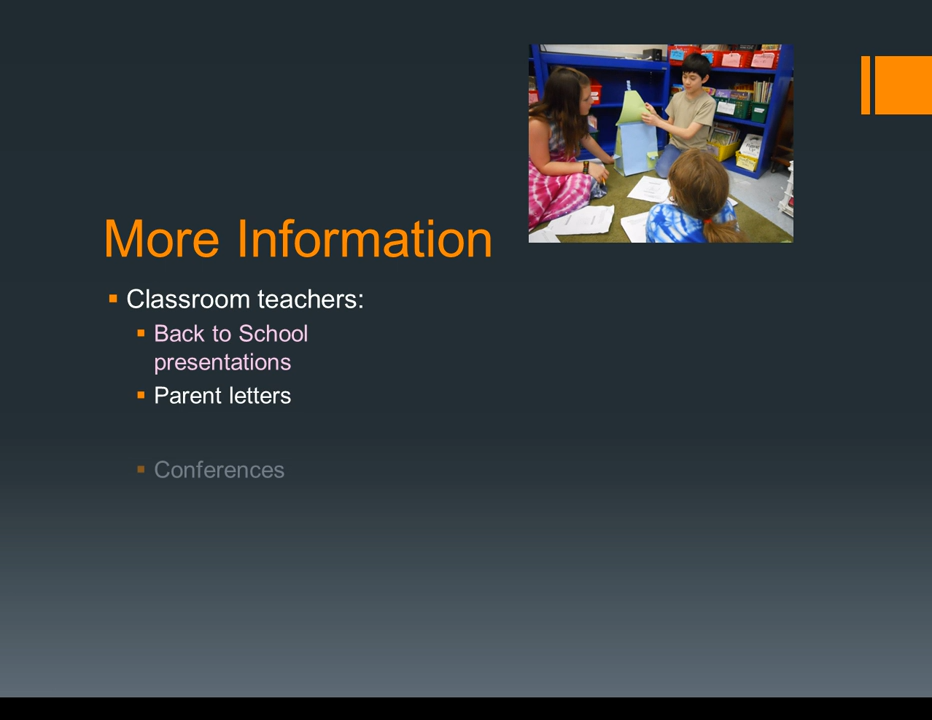 More Information
Classroom teachers:
Back to School
presentations
Parent letters
Conferences